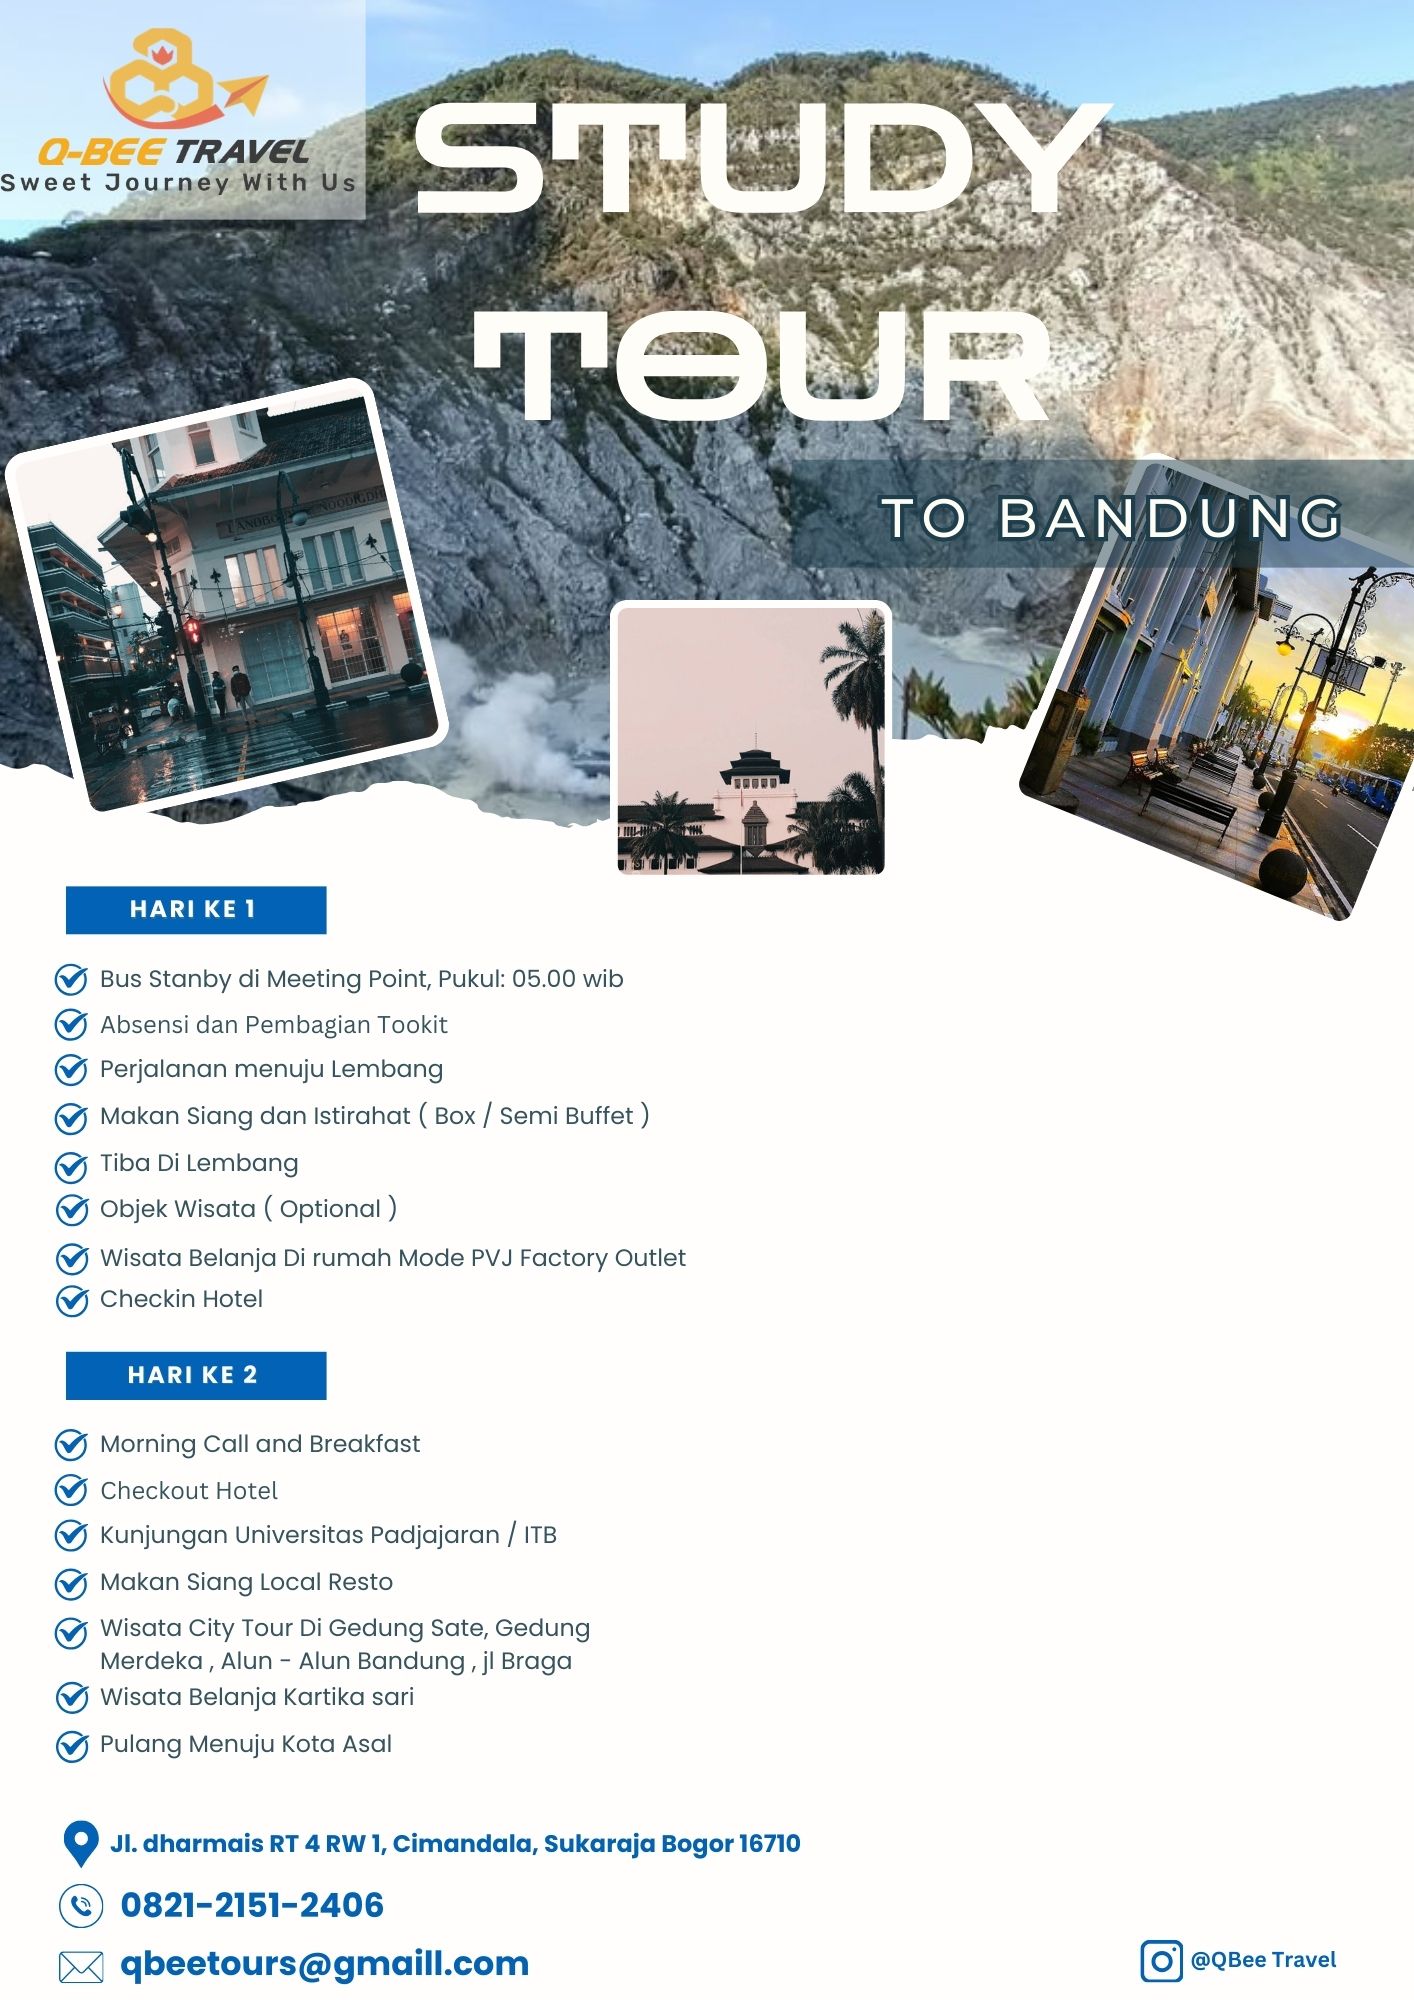 Q-BEE TRAVEL
Sweet Journey With Us
STUDY
TOUR
TO BANDUNG
HARI KE 1
Bus Stanby di Meeting Point, Pukul: 05.00 wib
Absensi dan Pembagian Tookit
Perjalanan menuju Lembang
Makan Siang dan Istirahat ( Box / Semi Buffet )
Tiba Di Lembang
Objek Wisata ( Optional )
Wisata Belanja Di rumah Mode PVJ Factory Outlet
Checkin Hotel
HARI KE 2
Morning Call and Breakfast
Checkout Hotel
Kunjungan Universitas Padjajaran / ITB
Makan Siang Local Resto
Wisata City Tour Di Gedung Sate, Gedung
Merdeka , Alun - Alun Bandung , jl Braga
Wisata Belanja Kartika sari
Pulang Menuju Kota Asal
Jl. dharmais RT 4 RW 1, Cimandala, Sukaraja Bogor 16710
0821-2151-2406
qbeetours@gmaill.com
@QBee Travel